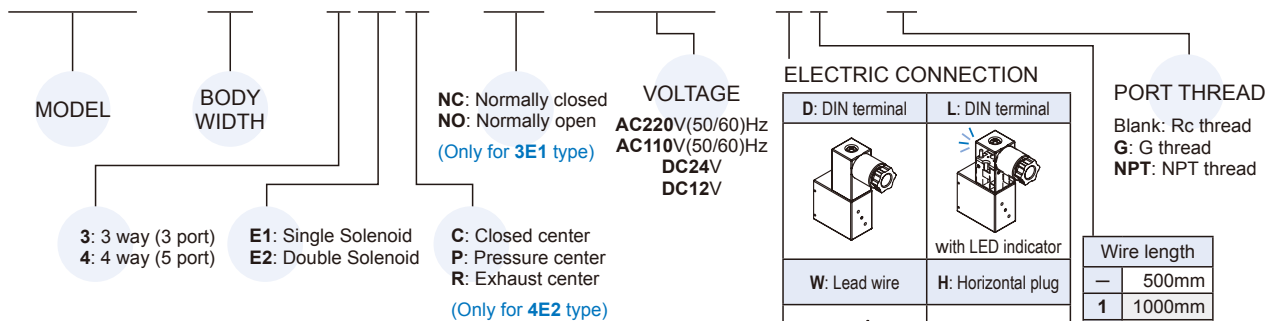 MODEL
BODY
WIDTH
NC: Normally closed
NO: Normally open
(Only for 3E1 type)
VOLTAGE
AC220V(50/60)Hz
AC110V(50/60)Hz
DC24V
DC12V
ELECTRIC CONNECTION
D: DIN terminal
L: DIN terminal
with LED indicator
W: Lead wire
H: Horizontal plug
PORT THREAD
Blank: Rc thread
G: G thread
NPT: NPT thread
3: 3 way (3 port)
4: 4 way (5 port)
E1: Single Solenoid
E2: Double Solenoid
C: Closed center
P: Pressure center
R: Exhaust center
(Only for 4E2 type)
Wire length
— 500mm
1 1000mm